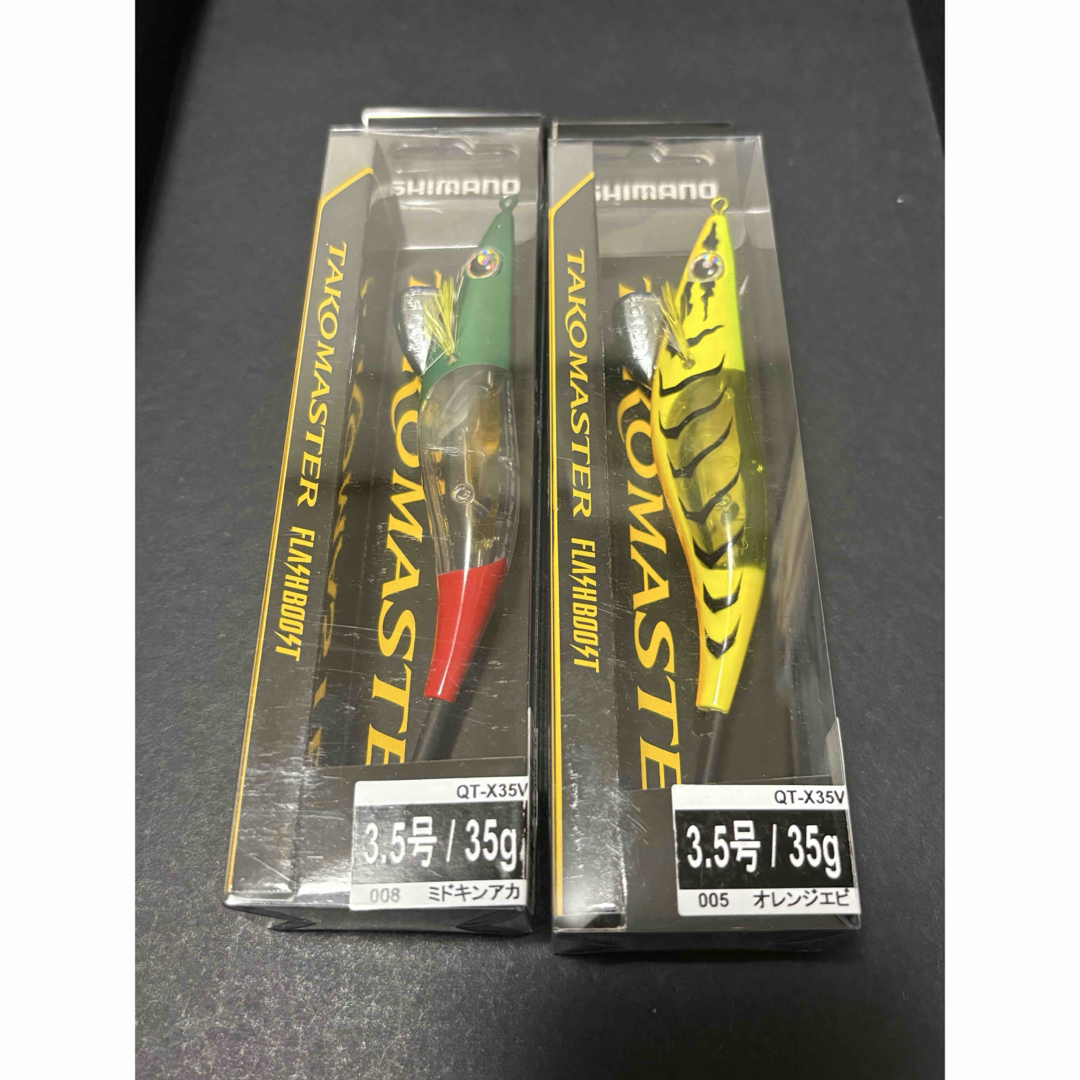 SHIMANO
TAKOMASTER FLASHBOOST
TAKOMASTE
QT-X35V
3.5号 / 35g
008 ミドキンアカ
SHIMANO
TAKOMASTER FLASHBOOST
TAKOMASTE
QT-X35V
3.5号 / 35g
005 オレンジエビ